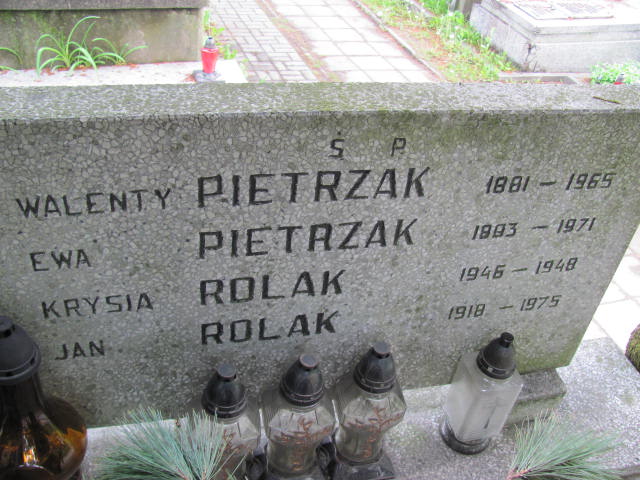 Ś P.
WALENTY PIETRZAK 1881 – 1965
EWA PIETRZAK 1883 – 1971
KRYSIA ROLAK 1946 – 1948
JAN ROLAK 1918 – 1975